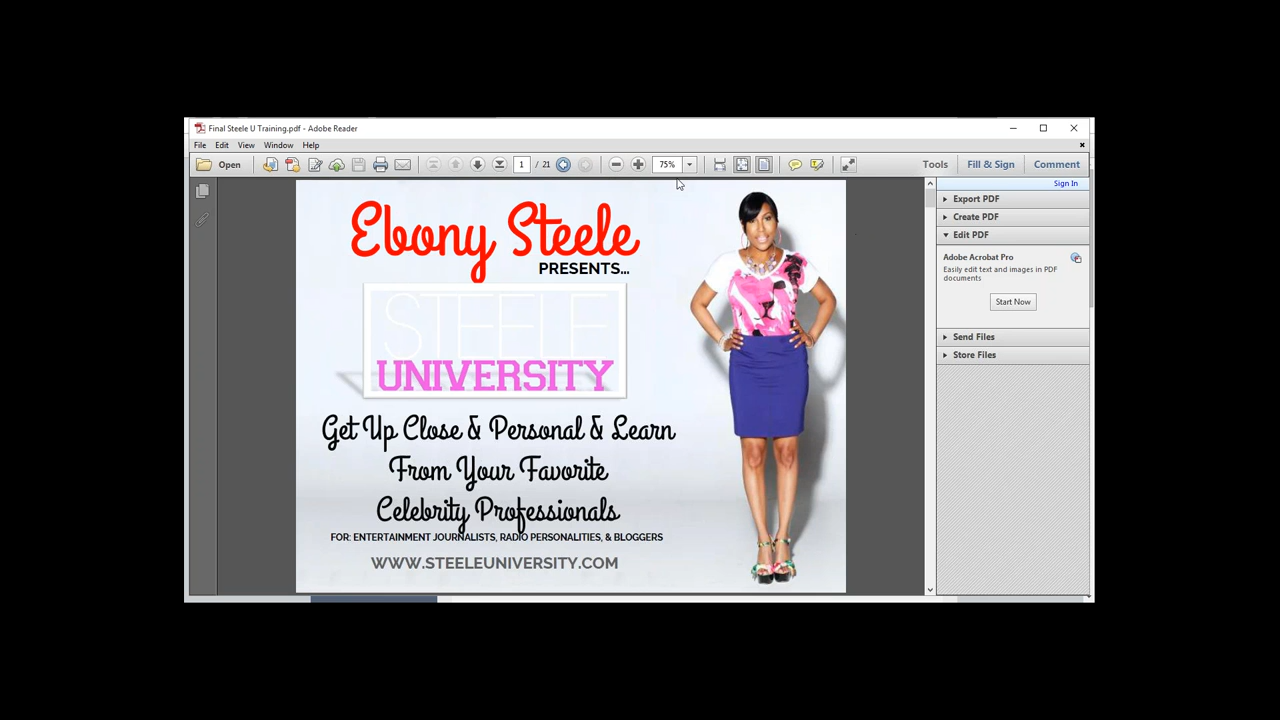 Final Steele U Training.pdf - Adobe Reader
File Edit View Window Help
Open 1 / 21 75% Tools Fill & Sign Comment
Sign In
Export PDF
Create PDF
Edit PDF
Adobe Acrobat Pro
Easily edit text and images in PDF
documents
Start Now
Send Files
Store Files
Ebony Steele
PRESENTS...
STEELE
UNIVERSITY
Get Up Close & Personal & Learn
From Your Favorite
Celebrity Professionals
FOR: ENTERTAINMENT JOURNALISTS, RADIO PERSONALITIES, & BLOGGERS
WWW.STEELEUNIVERSITY.COM